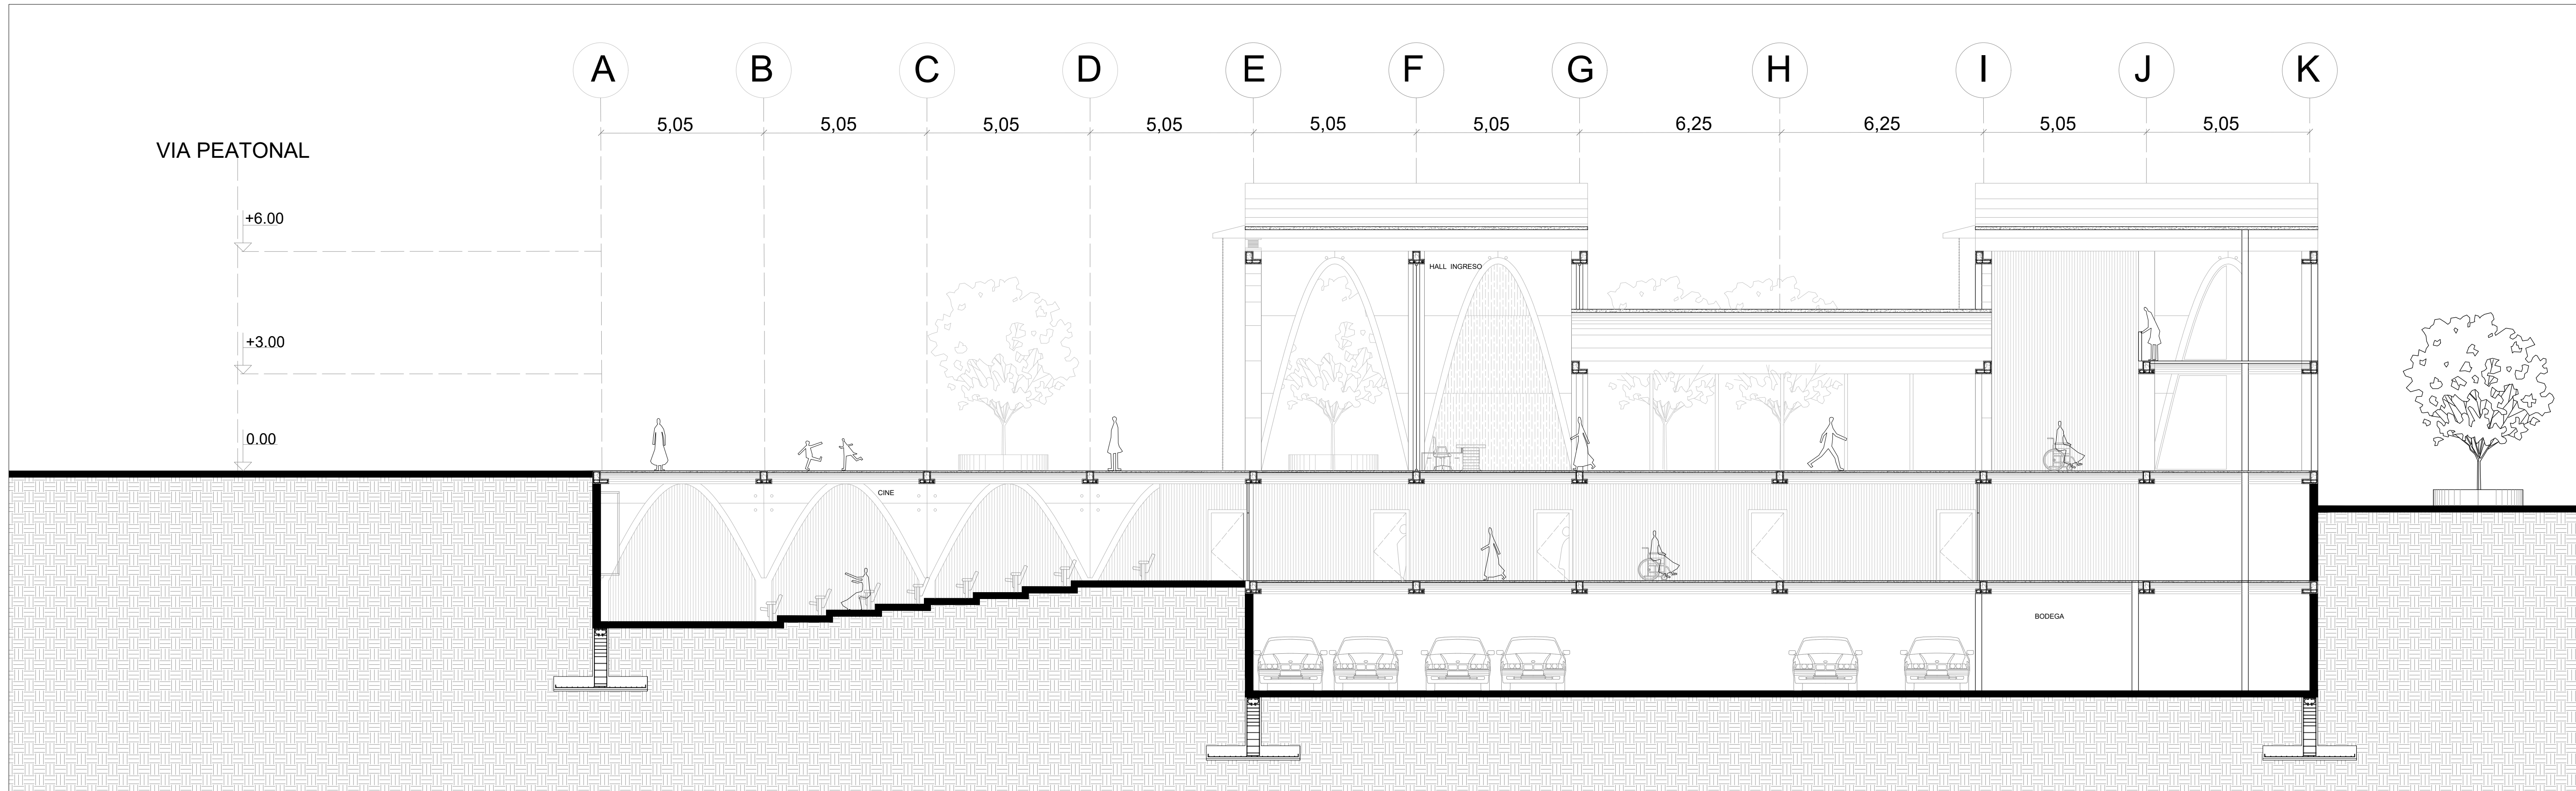 A B C D E F G H I J K
5,05 5,05 5,05 5,05 5,05 5,05 6,25 6,25 5,05 5,05
VIA PEATONAL
+6.00
HALL INGRESO
+3.00
0.00
CINE
BODEGA